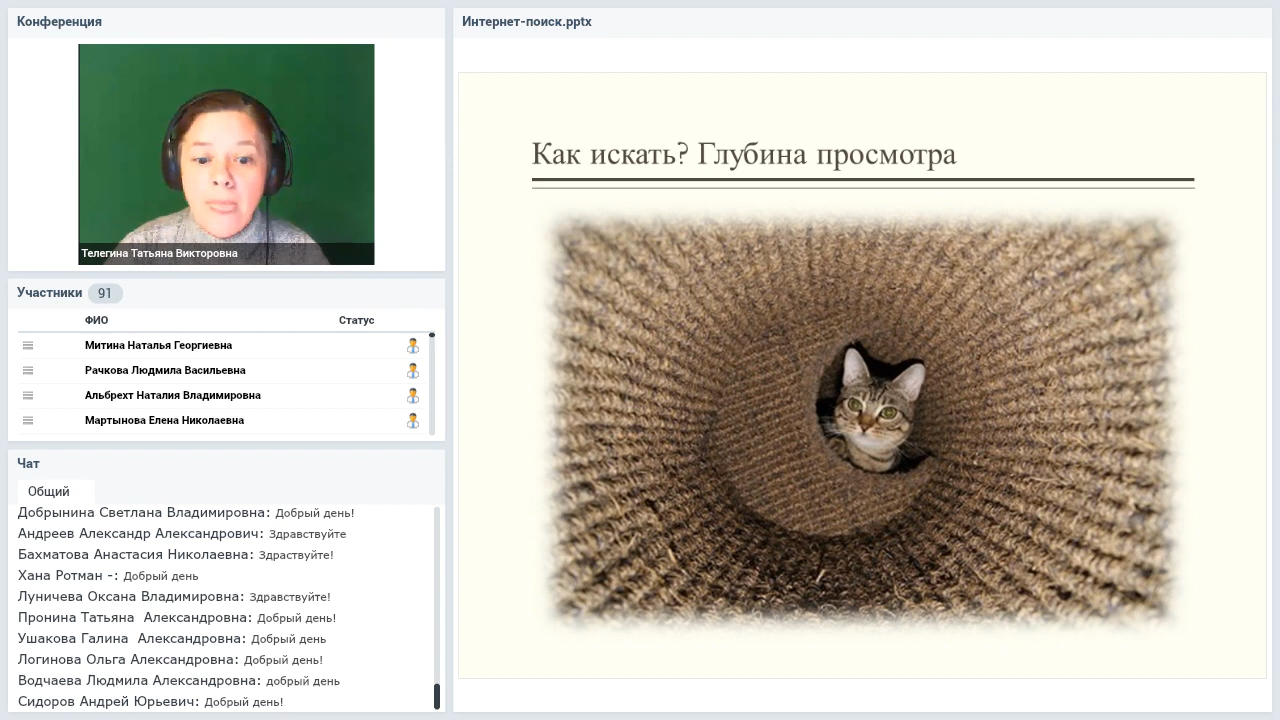 Конференция
Телегина Татьяна Викторовна
Участники 91
ФИО Статус
Митина Наталья Георгиевна
Рачкова Людмила Васильевна
Альбрехт Наталия Владимировна
Мартынова Елена Николаевна
Чат
Общий
Добрынина Светлана Владимировна: Добрый день!
Андреев Александр Александрович: Здравствуйте
Бахматова Анастасия Николаевна: Здраствуйте!
Хана Ротман -: Добрый день
Луничева Оксана Владимировна: Здравствуйте!
Пронина Татьяна  Александровна: Добрый день!
Ушакова Галина  Александровна: Добрый день
Логинова Ольга Александровна: Добрый день!
Водчаева Людмила Александровна: добрый день
Сидоров Андрей Юрьевич: Добрый день!
Интернет-поиск.pptx
Как искать? Глубина просмотра